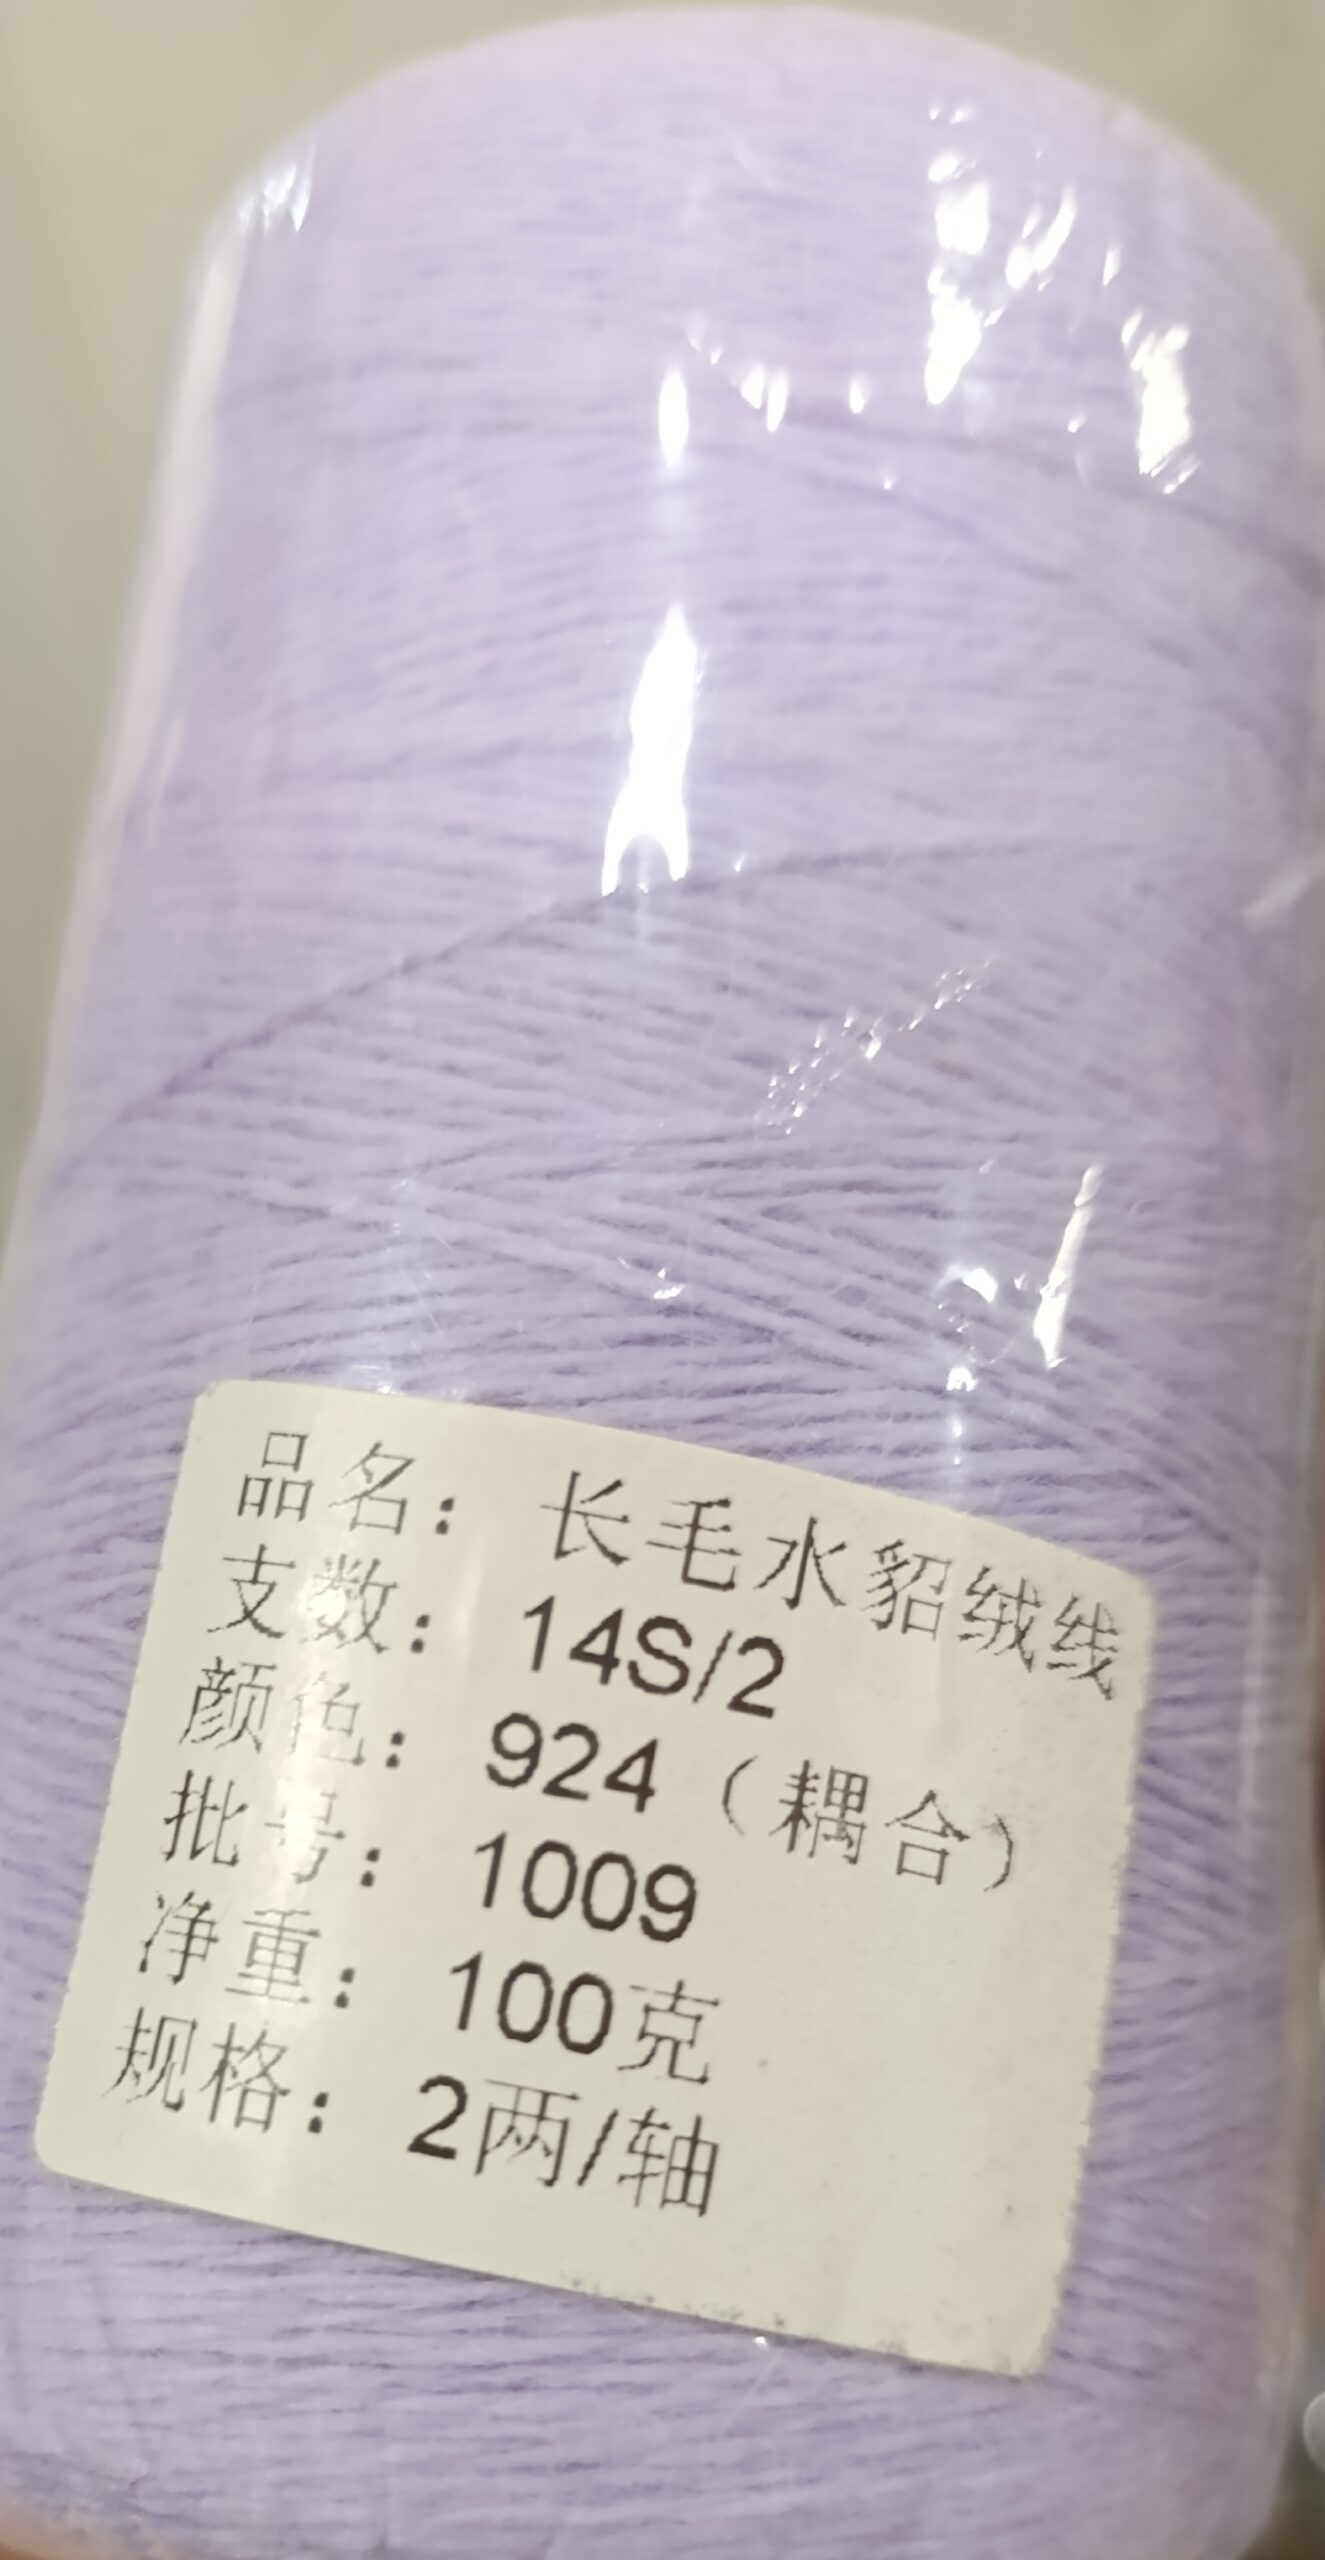 品名：长毛水貂绒线
支数：14S/2
颜色：924（耦合）
批号：1009
净重：100克
规格：2两/轴